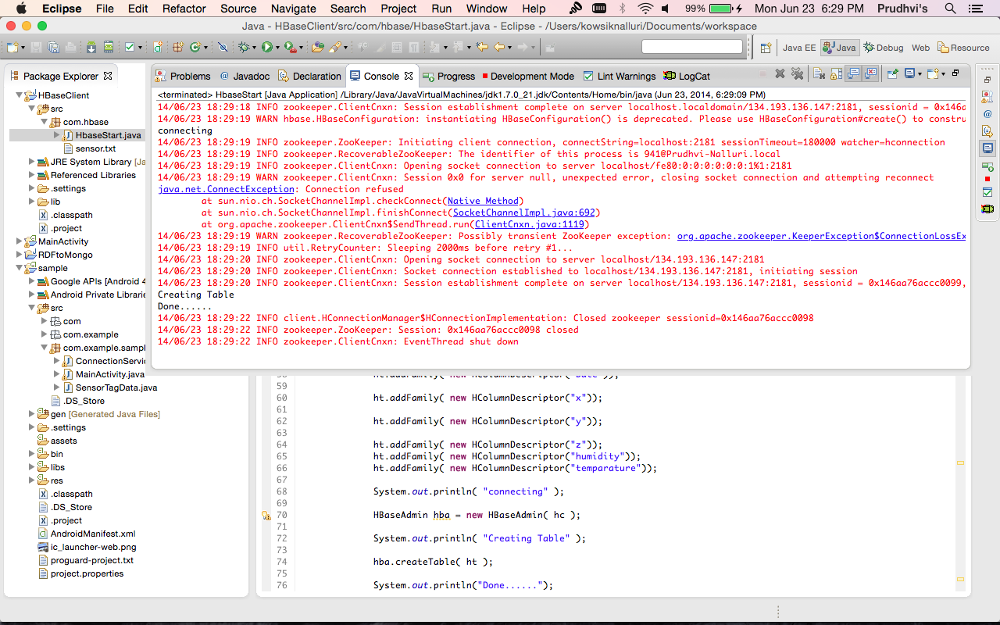 Eclipse File Edit Refactor Source Navigate Search Project Run Window Help 99% Mon Jun 23 6:29 PM Prudhvi's
Java - HBaseClient/src/com/hbase/HbaseStart.java - Eclipse - /Users/kowsiknalluri/Documents/workspace
Java EE Java Debug Web Resource
Package Explorer
HBaseClient
src
com.hbase
HbaseStart.java
sensor.txt
JRE System Library [Ja
Referenced Libraries
.settings
lib
.classpath
.project
MainActivity
RDFtoMongo
sample
Google APIs [Android 4
Android Private Librarie
src
com
com.example
com.example.sampl
ConnectionServic
MainActivity.java
SensorTagData.java
.DS_Store
gen [Generated Java Files]
.settings
assets
bin
libs
res
.classpath
.DS_Store
.project
AndroidManifest.xml
ic_launcher-web.png
proguard-project.txt
project.properties
Problems Javadoc Declaration Console Progress Development Mode Lint Warnings LogCat
<terminated> HbaseStart [Java Application] /Library/Java/JavaVirtualMachines/jdk1.7.0_21.jdk/Contents/Home/bin/java (Jun 23, 2014, 6:29:09 PM)
14/06/23 18:29:18 INFO zookeeper.ClientCnxn: Session establishment complete on server localhost.localdomain/134.193.136.147:2181, sessionid = 0x146a
14/06/23 18:29:19 WARN hbase.HBaseConfiguration: instantiating HBaseConfiguration() is deprecated. Please use HBaseConfiguration#create() to constru
connecting
14/06/23 18:29:19 INFO zookeeper.ZooKeeper: Initiating client connection, connectString=localhost:2181 sessionTimeout=180000 watcher=hconnection
14/06/23 18:29:19 INFO zookeeper.RecoverableZooKeeper: The identifier of this process is 941@Prudhvi-Nalluri.local
14/06/23 18:29:19 INFO zookeeper.ClientCnxn: Opening socket connection to server localhost/fe80:0:0:0:0:0:0:1%1:2181
14/06/23 18:29:19 WARN zookeeper.ClientCnxn: Session 0x0 for server null, unexpected error, closing socket connection and attempting reconnect
java.net.ConnectException: Connection refused
at sun.nio.ch.SocketChannelImpl.checkConnect(Native Method)
at sun.nio.ch.SocketChannelImpl.finishConnect(SocketChannelImpl.java:692)
at org.apache.zookeeper.ClientCnxn$SendThread.run(ClientCnxn.java:1119)
14/06/23 18:29:19 WARN zookeeper.RecoverableZooKeeper: Possibly transient ZooKeeper exception: org.apache.zookeeper.KeeperException$ConnectionLossEx
14/06/23 18:29:19 INFO util.RetryCounter: Sleeping 2000ms before retry #1...
14/06/23 18:29:20 INFO zookeeper.ClientCnxn: Opening socket connection to server localhost/134.193.136.147:2181
14/06/23 18:29:20 INFO zookeeper.ClientCnxn: Socket connection established to localhost/134.193.136.147:2181, initiating session
14/06/23 18:29:20 INFO zookeeper.ClientCnxn: Session establishment complete on server localhost/134.193.136.147:2181, sessionid = 0x146aa76accc0099,
Creating Table
Done......
14/06/23 18:29:22 INFO client.HConnectionManager$HConnectionImplementation: Closed zookeeper sessionid=0x146aa76accc0098
14/06/23 18:29:22 INFO zookeeper.ZooKeeper: Session: 0x146aa76accc0098 closed
14/06/23 18:29:22 INFO zookeeper.ClientCnxn: EventThread shut down
58 ht.addFamily( new HColumnDescriptor("date"));
59
60 ht.addFamily( new HColumnDescriptor("x"));
61
62 ht.addFamily( new HColumnDescriptor("y"));
63
64 ht.addFamily( new HColumnDescriptor("z"));
65 ht.addFamily( new HColumnDescriptor("humidity"));
66 ht.addFamily( new HColumnDescriptor("temparature"));
67
68 System.out.println( "connecting" );
69
70 HBaseAdmin hba = new HBaseAdmin( hc );
71
72 System.out.println( "Creating Table" );
73
74 hba.createTable( ht );
75
76 System.out.println("Done......");